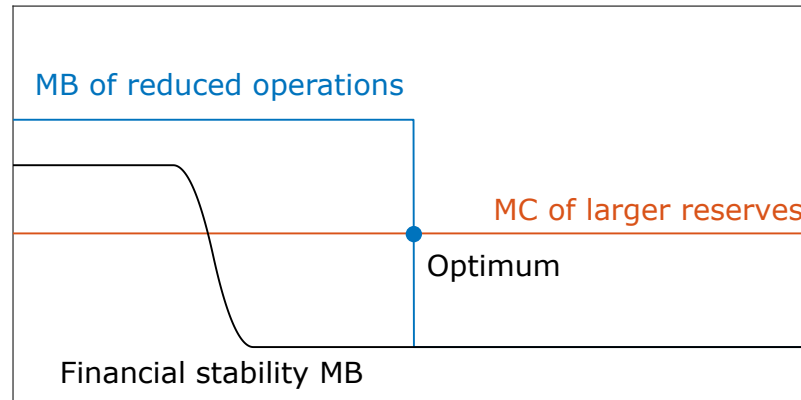 MB of reduced operations
MC of larger reserves
Optimum
Financial stability MB